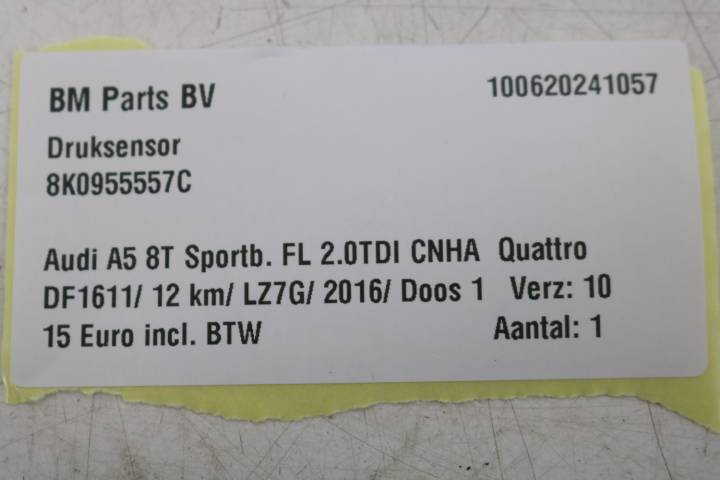 BM Parts BV 100620241057
Druksensor
8K0955557C
Audi A5 8T Sportb. FL 2.0TDI CNHA Quattro
DF1611/ 12 km/ LZ7G/ 2016/ Doos 1 Verz: 10
15 Euro incl. BTW Aantal: 1